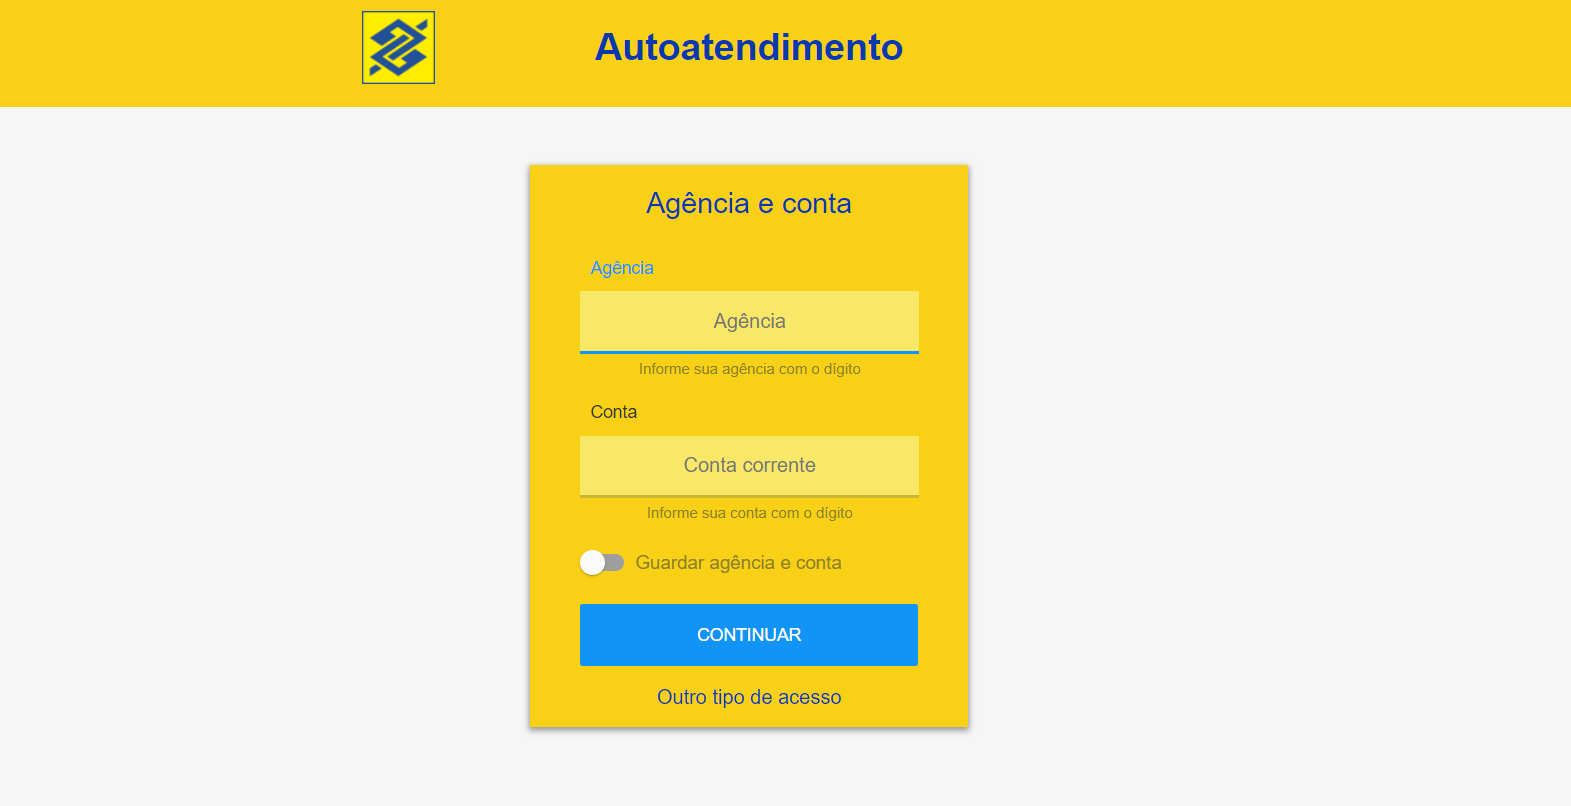 Autoatendimento
Agência e conta
Agência
Agência
Informe sua agência com o dígito
Conta
Conta corrente
Informe sua conta com o dígito
Guardar agência e conta
CONTINUAR
Outro tipo de acesso